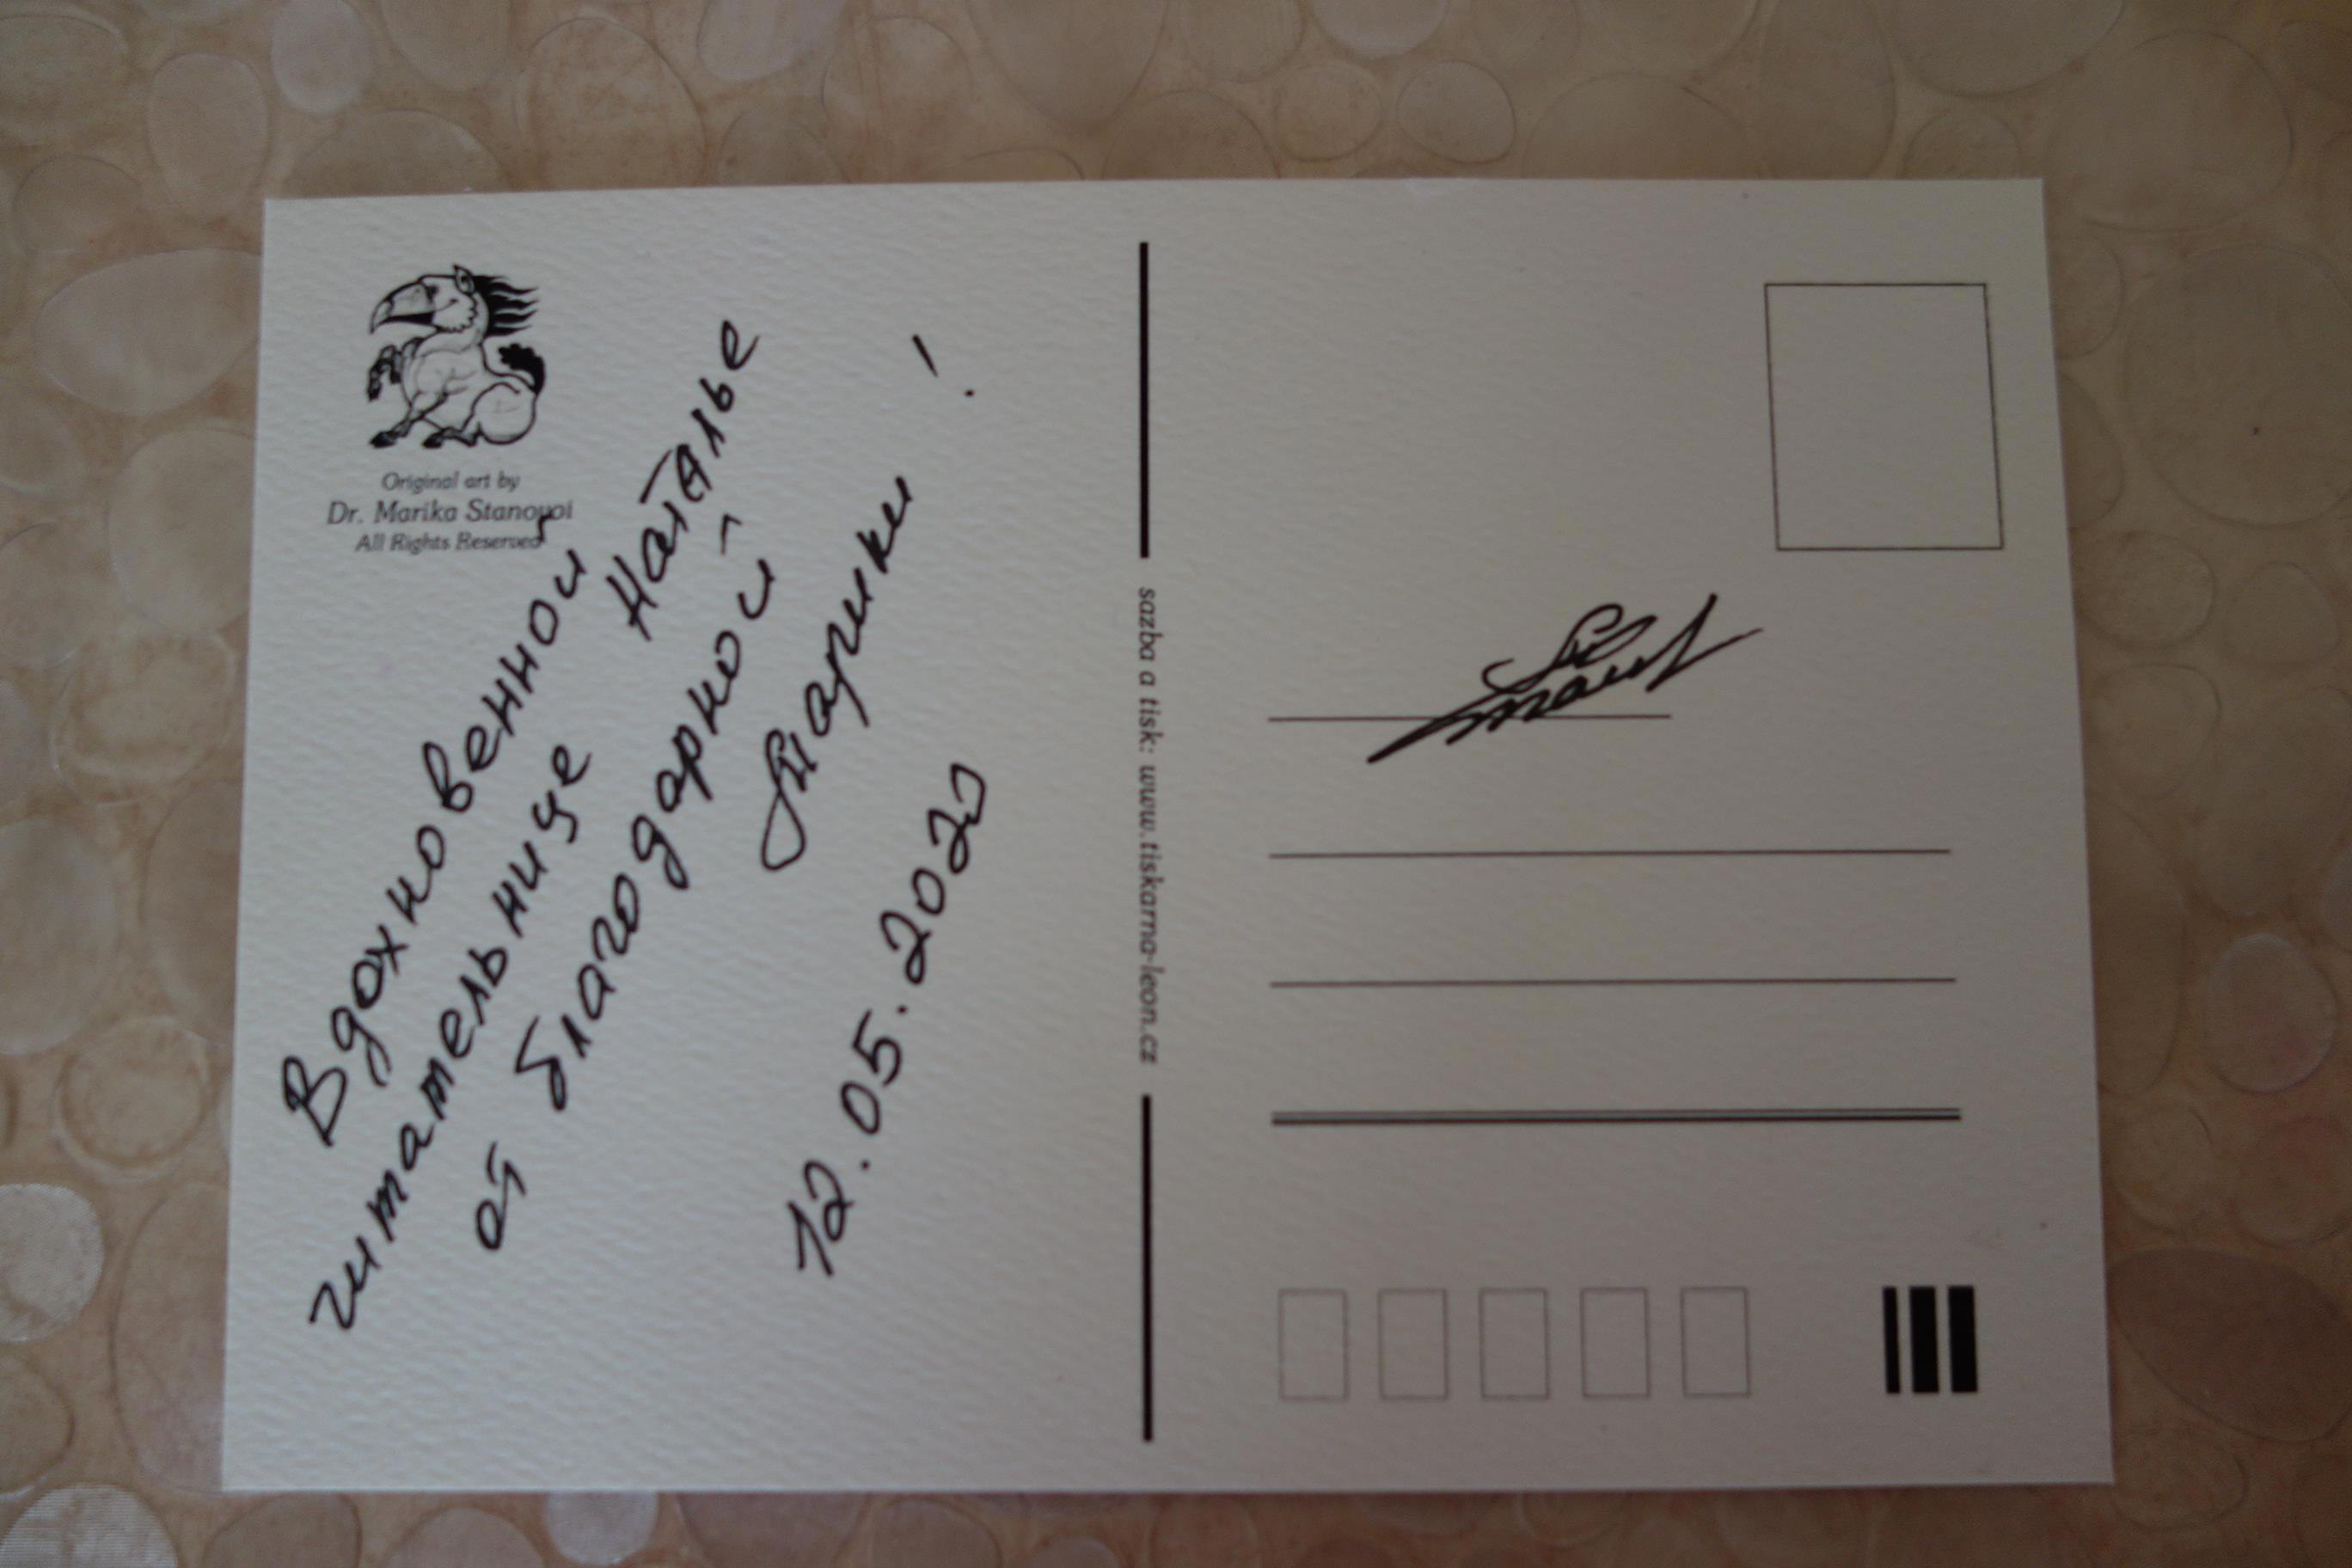 Original art by
Dr. Marika Stanovoi
All Rights Reserved
Вдохновенной
читательнице Наталье
от благодарной
Марики !
12.05.2020
sazba a tisk: www.tiskarna-leon.cz